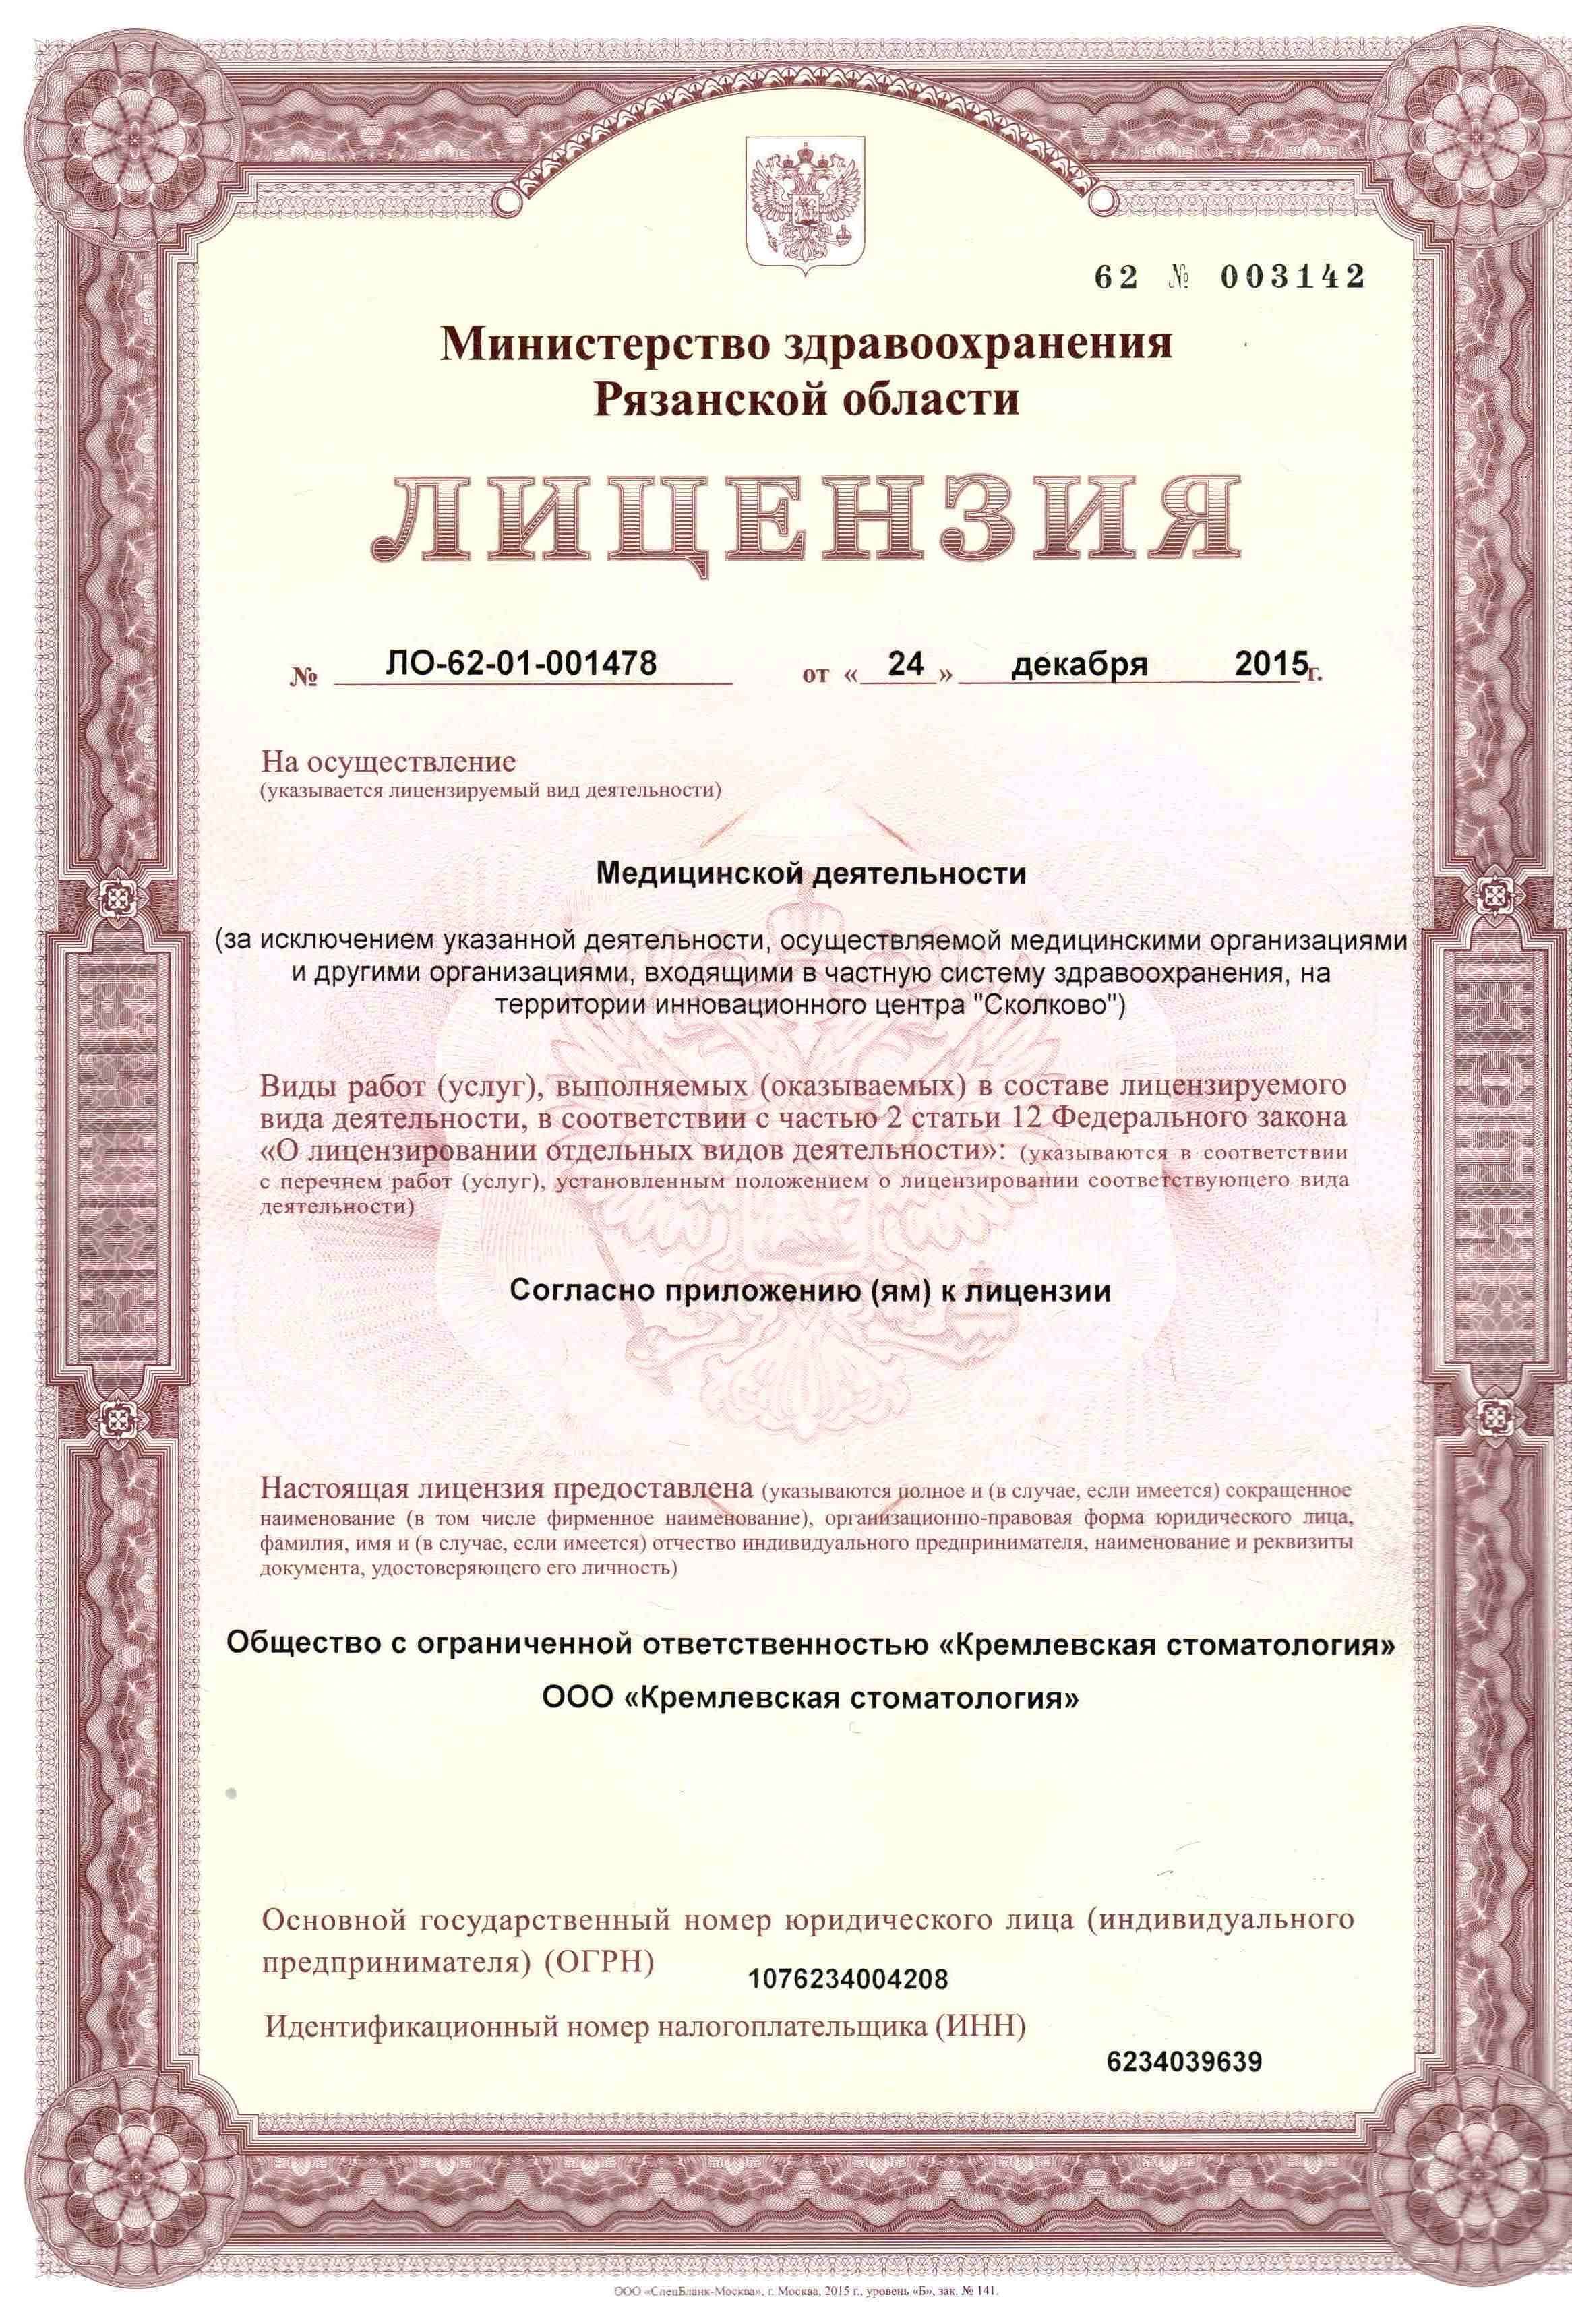 62 № 003142
Министерство здравоохранения
Рязанской области
ЛИЦЕНЗИЯ
№ ЛО-62-01-001478 от « 24 » декабря 2015г.
На осуществление
(указывается лицензируемый вид деятельности)
Медицинской деятельности
(за исключением указанной деятельности, осуществляемой медицинскими организациями
и другими организациями, входящими в частную систему здравоохранения, на
территории инновационного центра "Сколково")
Виды работ (услуг), выполняемых (оказываемых) в составе лицензируемого
вида деятельности, в соответствии с частью 2 статьи 12 Федерального закона
«О лицензировании отдельных видов деятельности»: (указываются в соответствии
с перечнем работ (услуг), установленным положением о лицензировании соответствующего вида
деятельности)
Согласно приложению (ям) к лицензии
Настоящая лицензия предоставлена (указываются полное и (в случае, если имеется) сокращенное
наименование (в том числе фирменное наименование), организационно-правовая форма юридического лица,
фамилия, имя и (в случае, если имеется) отчество индивидуального предпринимателя, наименование и реквизиты
документа, удостоверяющего его личность)
Общество с ограниченной ответственностью «Кремлевская стоматология»
ООО «Кремлевская стоматология»
Основной государственный номер юридического лица (индивидуального
предпринимателя) (ОГРН) 1076234004208
Идентификационный номер налогоплательщика (ИНН)
6234039639
ООО «СпецБланк-Москва», г. Москва, 2015 г., уровень «Б», зак. № 141.